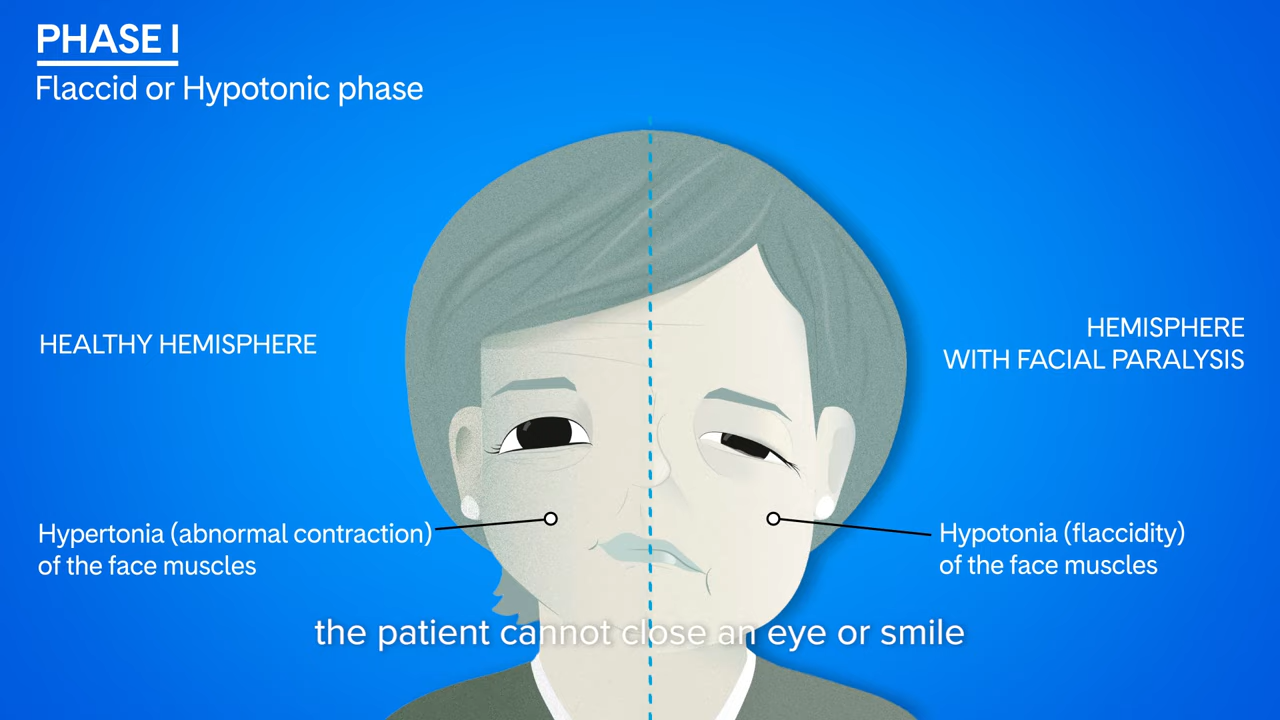 PHASE I
Flaccid or Hypotonic phase
HEALTHY HEMISPHERE
HEMISPHERE
WITH FACIAL PARALYSIS
Hypertonia (abnormal contraction)
of the face muscles
Hypotonia (flaccidity)
of the face muscles
the patient cannot close an eye or smile